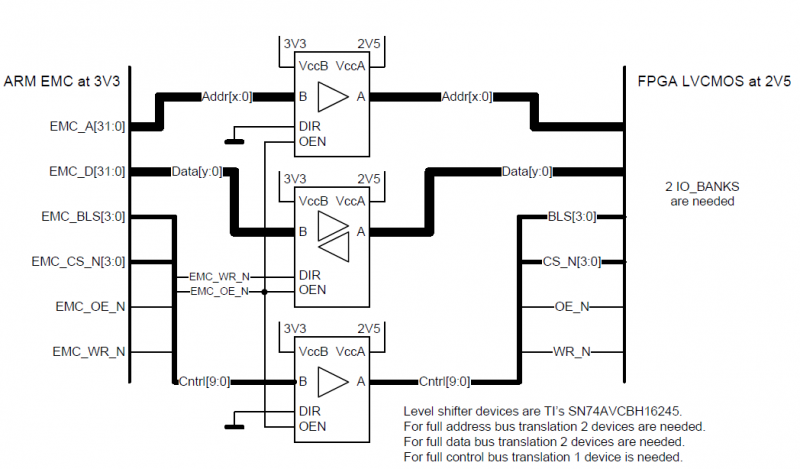 3V3 2V5
VccB VccA
ARM EMC at 3V3
FPGA LVCMOS at 2V5
Addr[x:0] B A Addr[x:0]
EMC_A[31:0]
DIR
OEN
EMC_D[31:0] Data[y:0] 3V3 2V5 Data[y:0]
VccB VccA
2 IO_BANKS
are needed
EMC_BLS[3:0] B A BLS[3:0]
EMC_CS_N[3:0] CS_N[3:0]
EMC_WR_N DIR
EMC_OE_N OEN
EMC_OE_N OE_N
3V3 2V5
EMC_WR_N VccB VccA WR_N
Cntrl[9:0] B A Cntrl[9:0]
DIR
OEN
Level shifter devices are TI's SN74AVCBH16245.
For full address bus translation 2 devices are needed.
For full data bus translation 2 devices are needed.
For full control bus translation 1 device is needed.